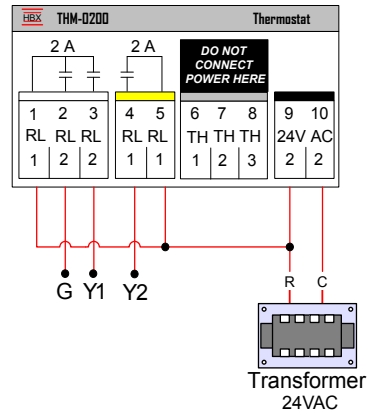 HBX THM-0200 Thermostat
2 A 2 A DO NOT
CONNECT
POWER HERE
1 2 3 4 5 6 7 8 9 10
RL RL RL RL RL TH TH TH 24V AC
1 2 2 1 1 1 2 3 2 2
R C
G Y1 Y2
Transformer
24VAC